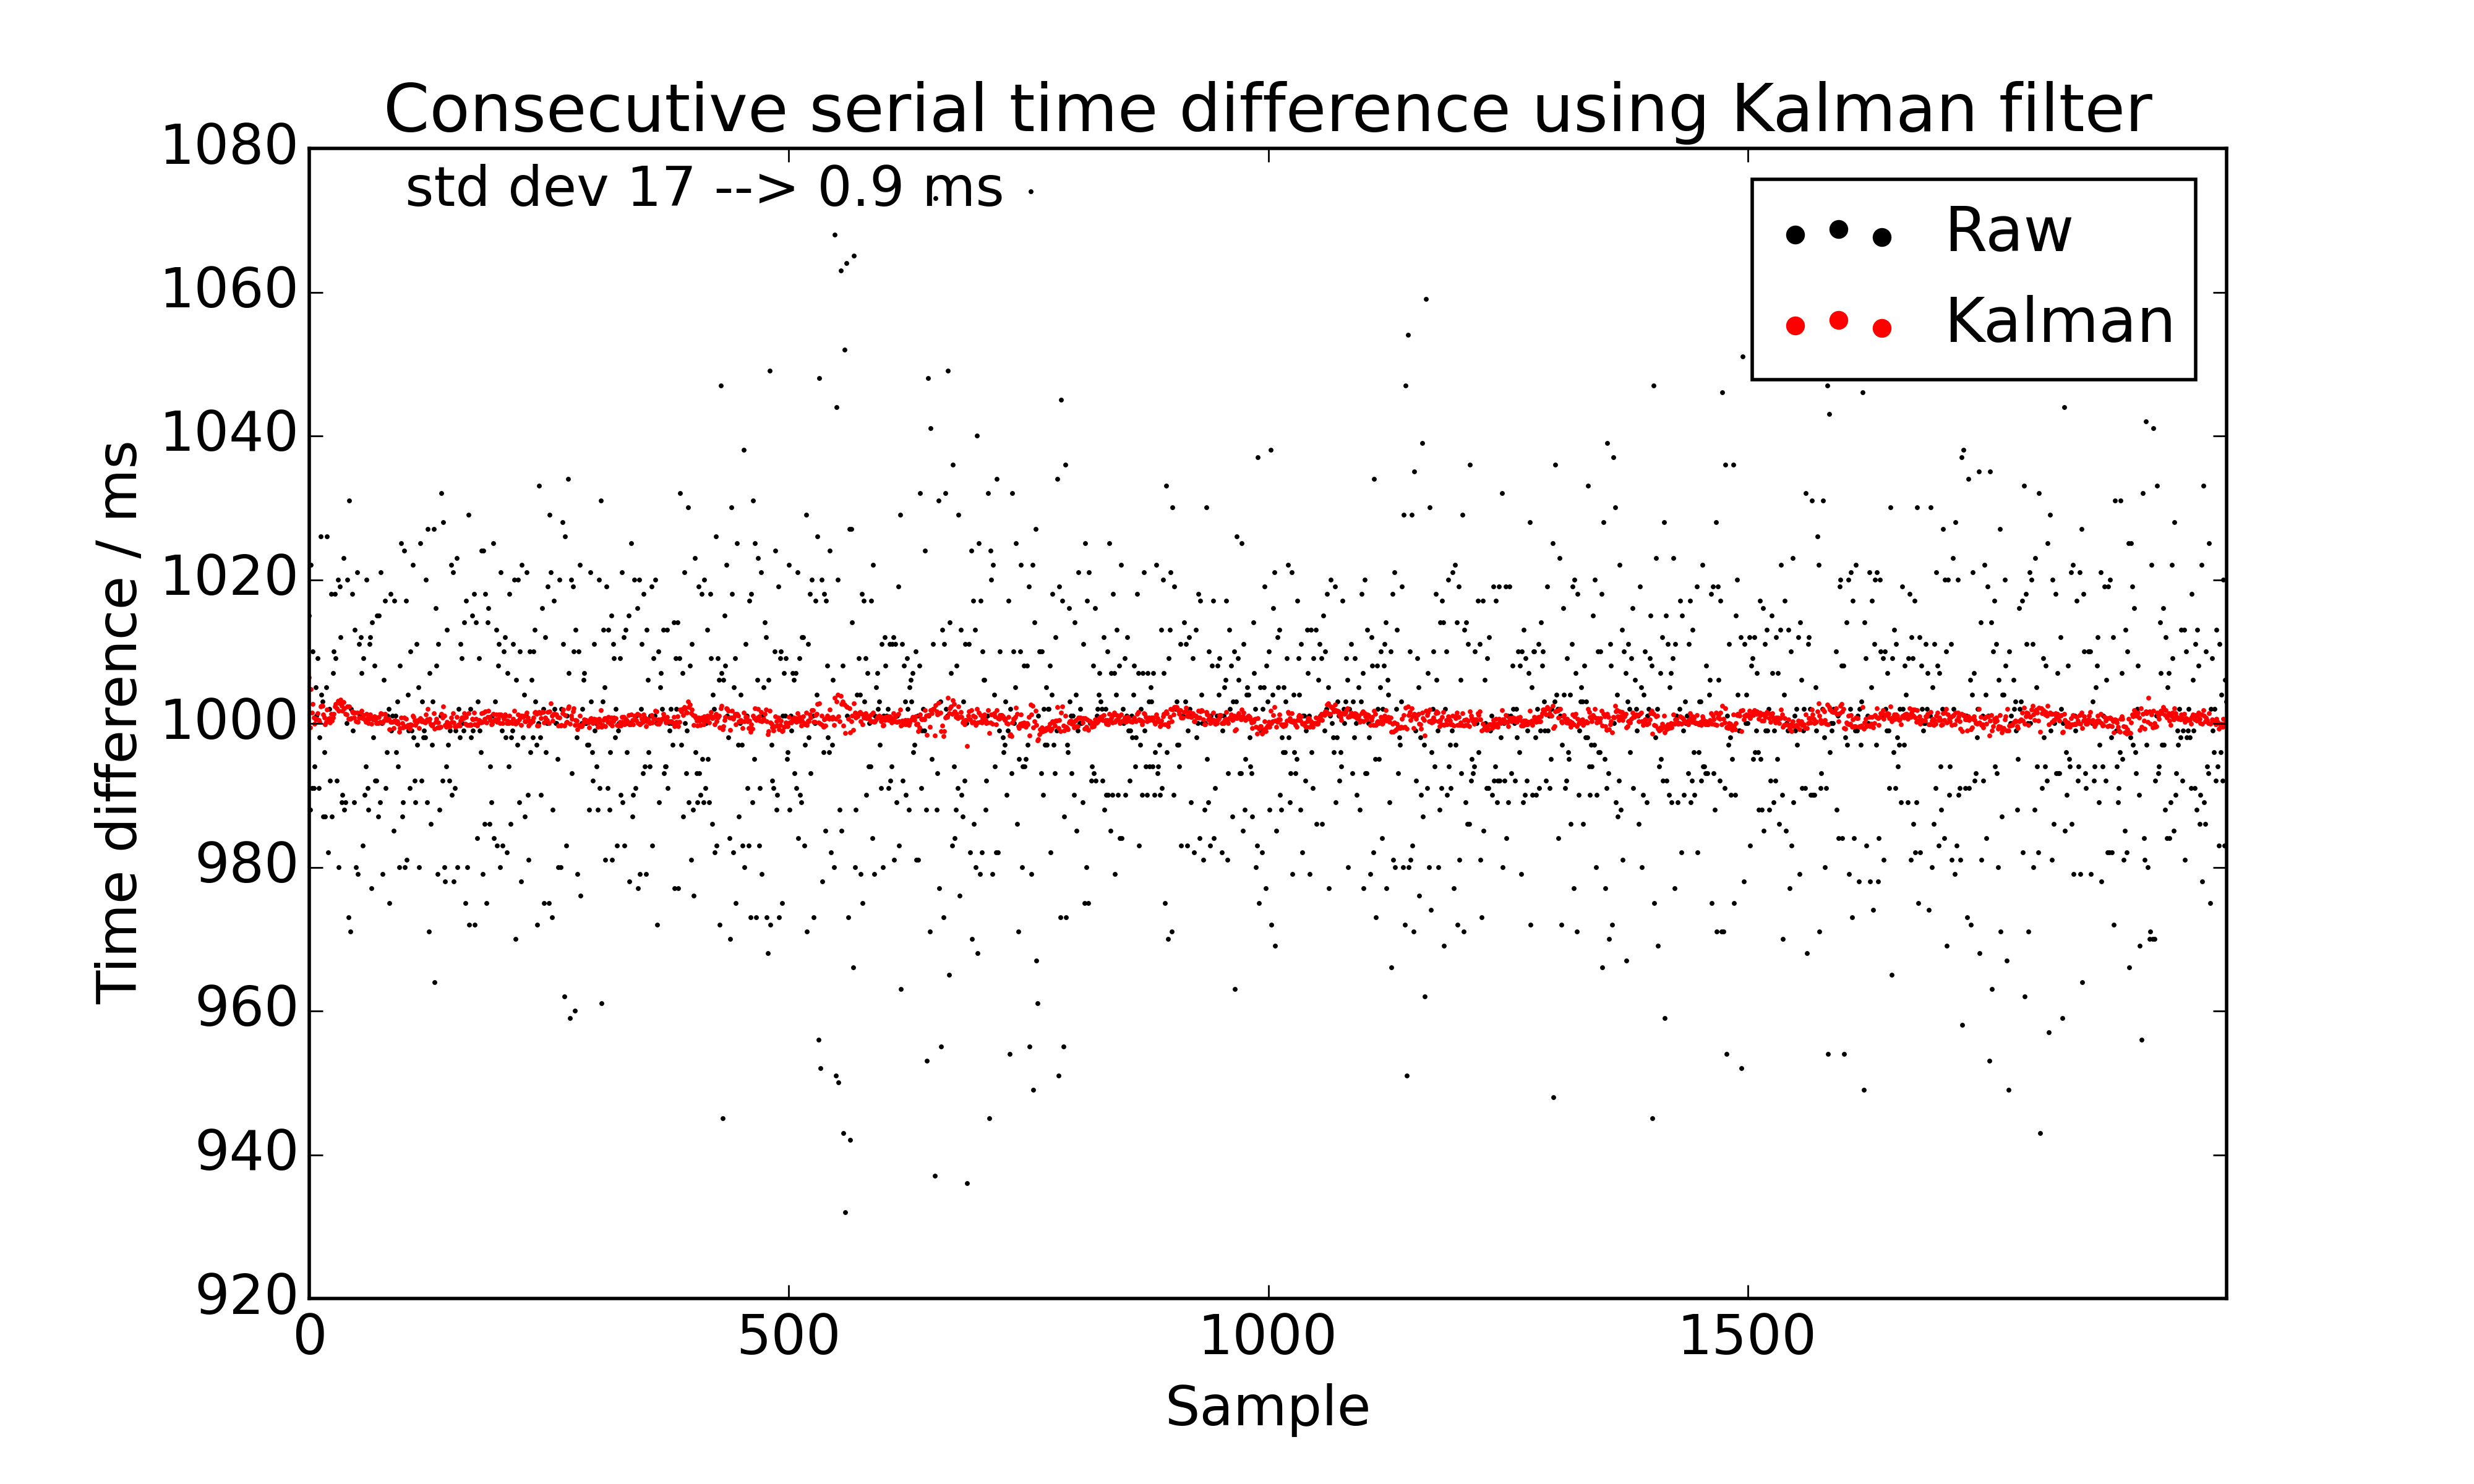 Consecutive serial time difference using Kalman filter
std dev 17 --> 0.9 ms
Raw
Kalman
Time difference / ms
1080
1060
1040
1020
1000
980
960
940
920
0 500 1000 1500
Sample